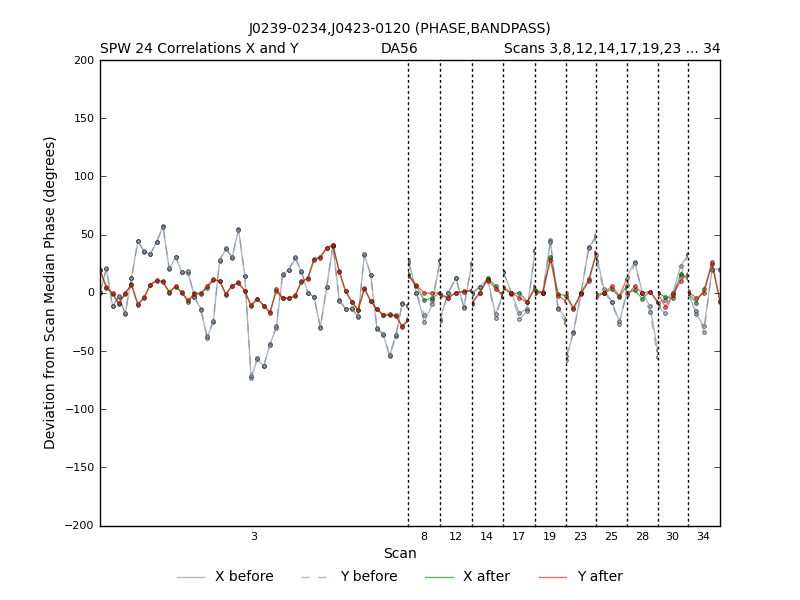 J0239-0234,J0423-0120 (PHASE,BANDPASS)
SPW 24 Correlations X and Y DA56 Scans 3,8,12,14,17,19,23 ... 34
Deviation from Scan Median Phase (degrees)
200
150
100
50
0
−50
−100
−150
−200
3 8 12 14 17 19 23 25 28 30 34
Scan
X before Y before X after Y after